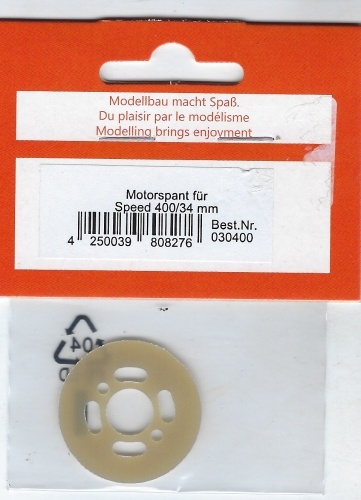 Modellbau macht Spaß.
Du plaisir par le modélisme
Modelling brings enjoyment
Motorspant für
Speed 400/34 mm
Best.Nr.
030400
4 250039 808276
04